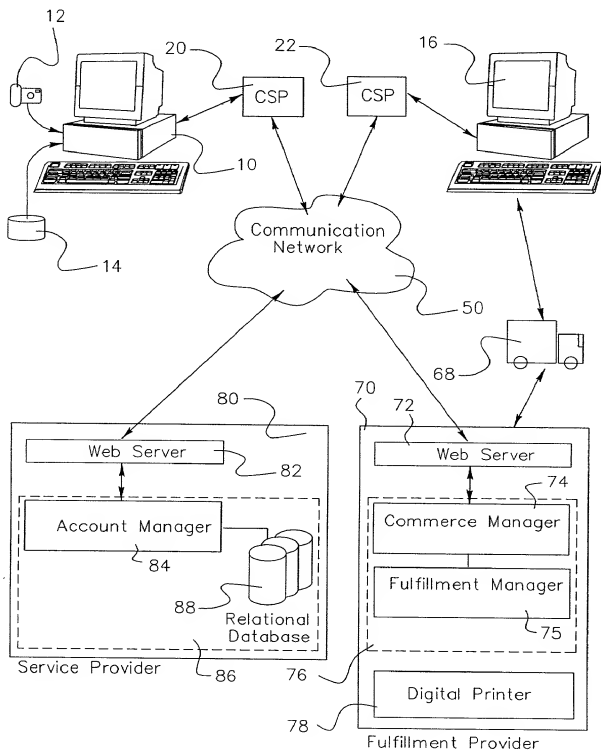 12
20
CSP
22
CSP
16
10
14
Communication
Network
50
68
80
Web Server
82
Account Manager
84
88
Relational
Database
86
Service Provider
70
72
Web Server
74
Commerce Manager
Fulfillment Manager
75
76
Digital Printer
78
Fulfillment Provider